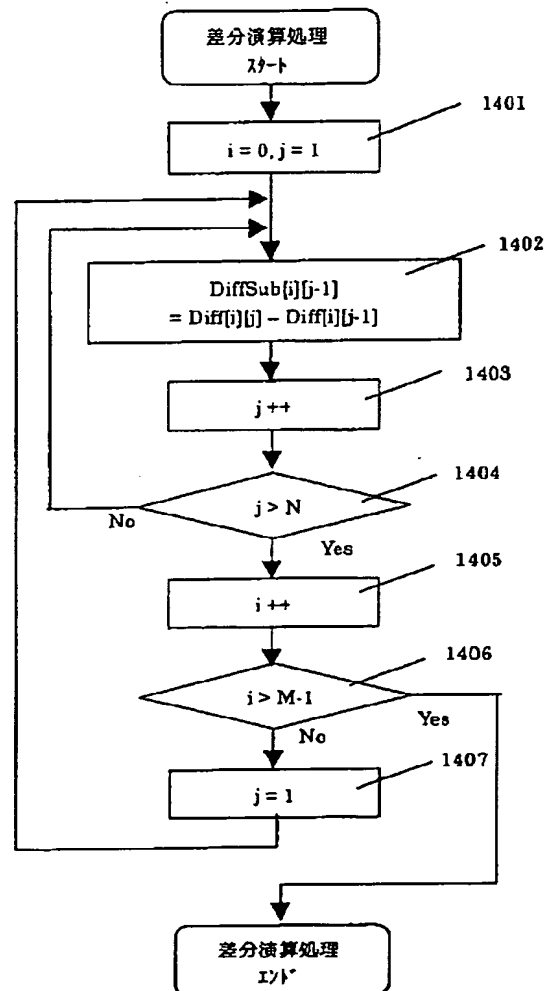 差分演算処理
ｽﾀｰﾄ
1401
i = 0, j = 1
1402
DiffSub[i][j-1]
= Diff[i][j] − Diff[i][j-1]
1403
j ++
1404
j > N
No
Yes
1405
i ++
1406
i > M-1
Yes
No
1407
j = 1
差分演算処理
ｴﾝﾄﾞ